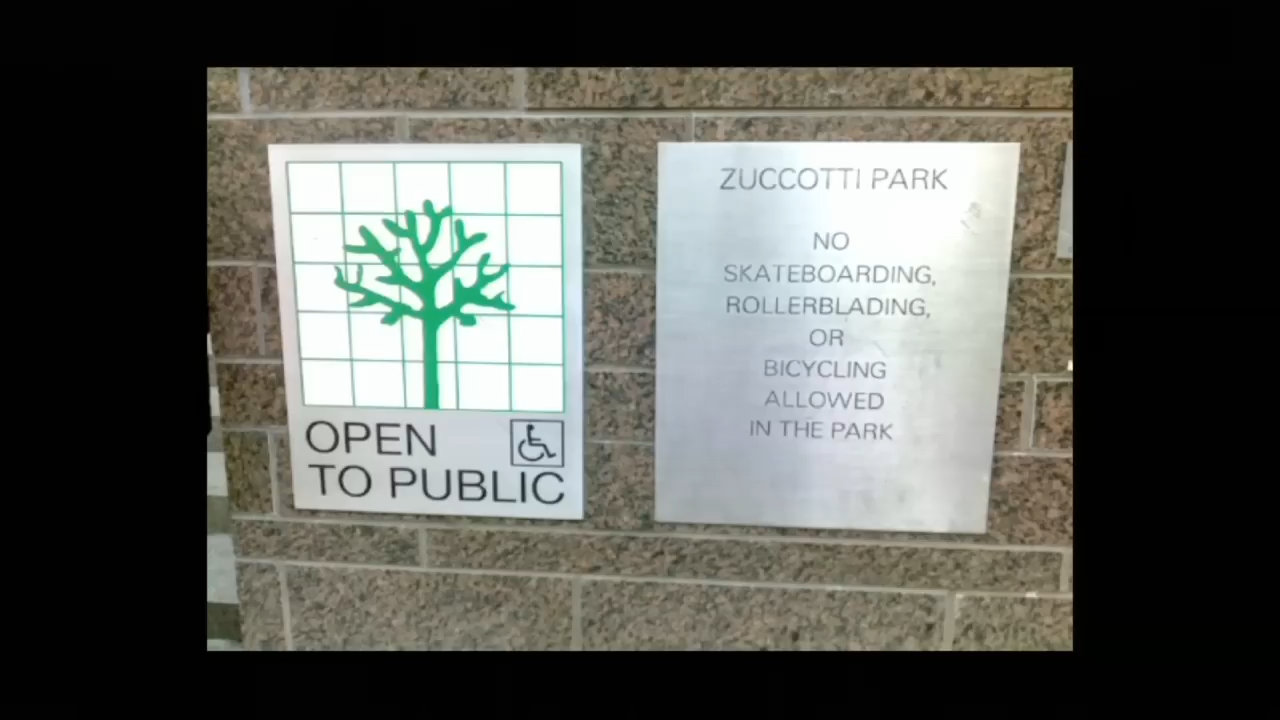 OPEN
TO PUBLIC
ZUCCOTTI PARK
NO
SKATEBOARDING,
ROLLERBLADING,
OR
BICYCLING
ALLOWED
IN THE PARK